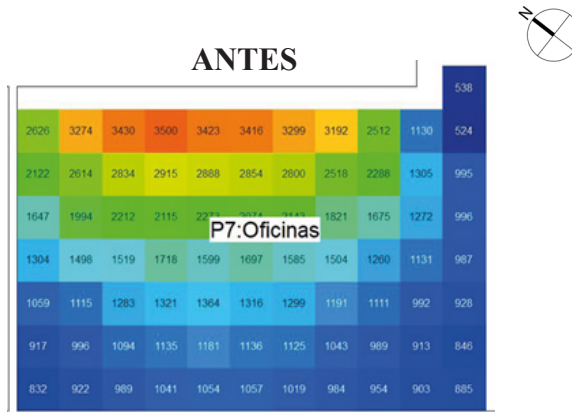 N
ANTES
538
2626 3274 3430 3500 3423 3416 3299 3192 2512 1130 524
2122 2614 2834 2915 2888 2854 2800 2518 2288 1305 995
1647 1994 2212 2115 1821 1675 1272 996
P7:Oficinas
1304 1498 1519 1718 1599 1697 1585 1504 1260 1131 987
1059 1115 1283 1321 1364 1316 1299 1191 1111 992 928
917 996 1094 1135 1181 1136 1125 1043 989 913 846
832 922 989 1041 1054 1057 1019 984 954 903 885